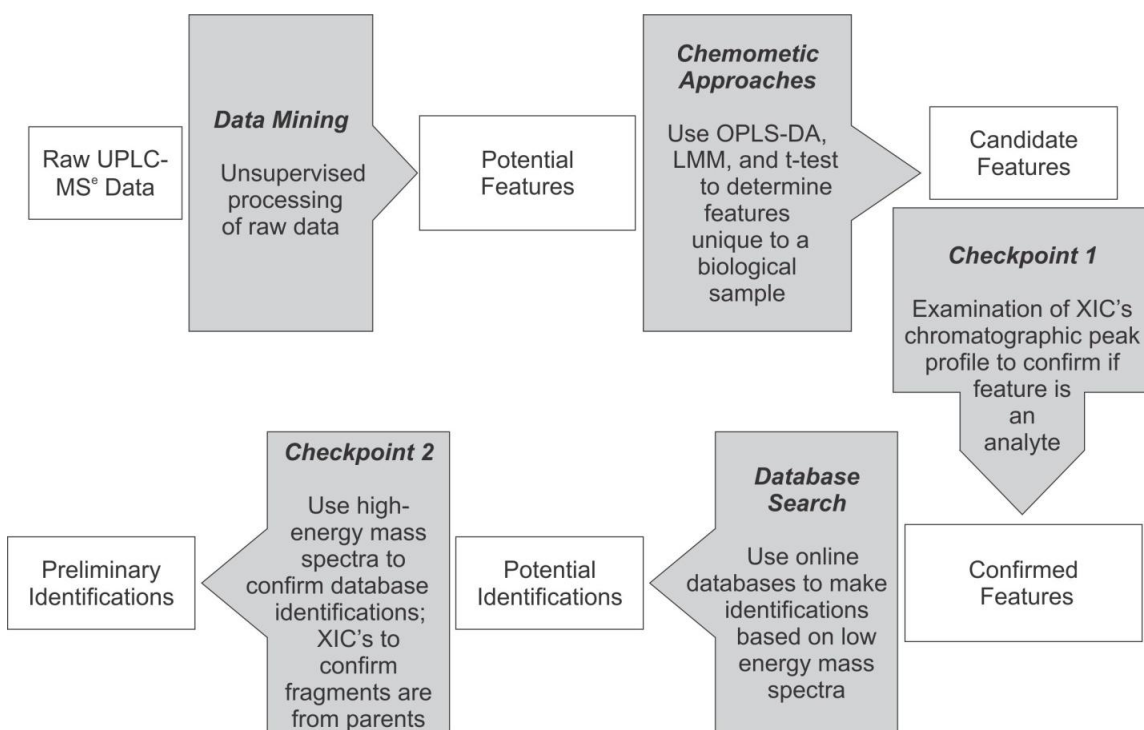 Raw UPLC-
MSᵉ Data
Data Mining
Unsupervised
processing
of raw data
Potential
Features
Chemometic
Approaches
Use OPLS-DA,
LMM, and t-test
to determine
features
unique to a
biological
sample
Candidate
Features
Checkpoint 1
Examination of XIC's
chromatographic peak
profile to confirm if
feature is
an
analyte
Confirmed
Features
Database
Search
Use online
databases to make
identifications
based on low
energy mass
spectra
Potential
Identifications
Checkpoint 2
Use high-
energy mass
spectra to
confirm database
identifications;
XIC's to
confirm
fragments are
from parents
Preliminary
Identifications